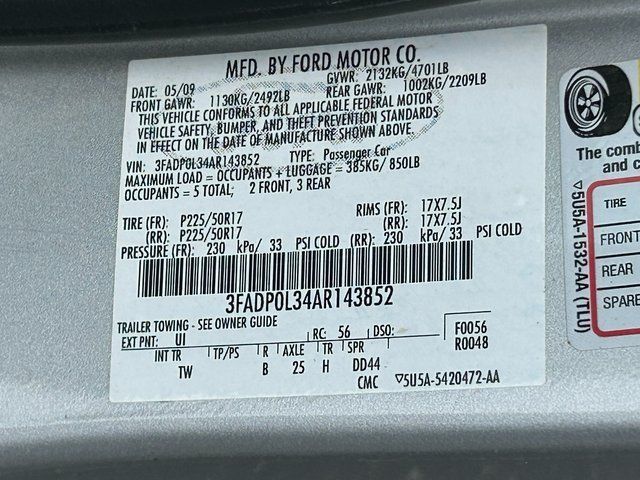 MFD. BY FORD MOTOR CO.
DATE: 05/09 GVWR: 2132KG/4701LB
FRONT GAWR: 1130KG/2492LB REAR GAWR: 1002KG/2209LB
THIS VEHICLE CONFORMS TO ALL APPLICABLE FEDERAL MOTOR
VEHICLE SAFETY, BUMPER, AND THEFT PREVENTION STANDARDS
IN EFFECT ON THE DATE OF MANUFACTURE SHOWN ABOVE.
VIN: 3FADP0L34AR143852 TYPE: Passenger Car
MAXIMUM LOAD = OCCUPANTS + LUGGAGE = 385KG/ 850LB
OCCUPANTS = 5 TOTAL; 2 FRONT, 3 REAR
TIRE (FR): P225/50R17 RIMS (FR): 17X7.5J
(RR): P225/50R17 (RR): 17X7.5J
PRESSURE (FR): 230 kPa/ 33 PSI COLD (RR): 230 kPa/ 33 PSI COLD
3FADP0L34AR143852
TRAILER TOWING - SEE OWNER GUIDE
EXT PNT: UI RC: 56 DSO: F0056
INT TR TP/PS R AXLE TR SPR R0048
TW B 25 H DD44
CMC ▽5U5A-5420472-AA
The comb
▽5U5A-1532-AA (TLU)
TIRE
FRONT
REAR
SPARE